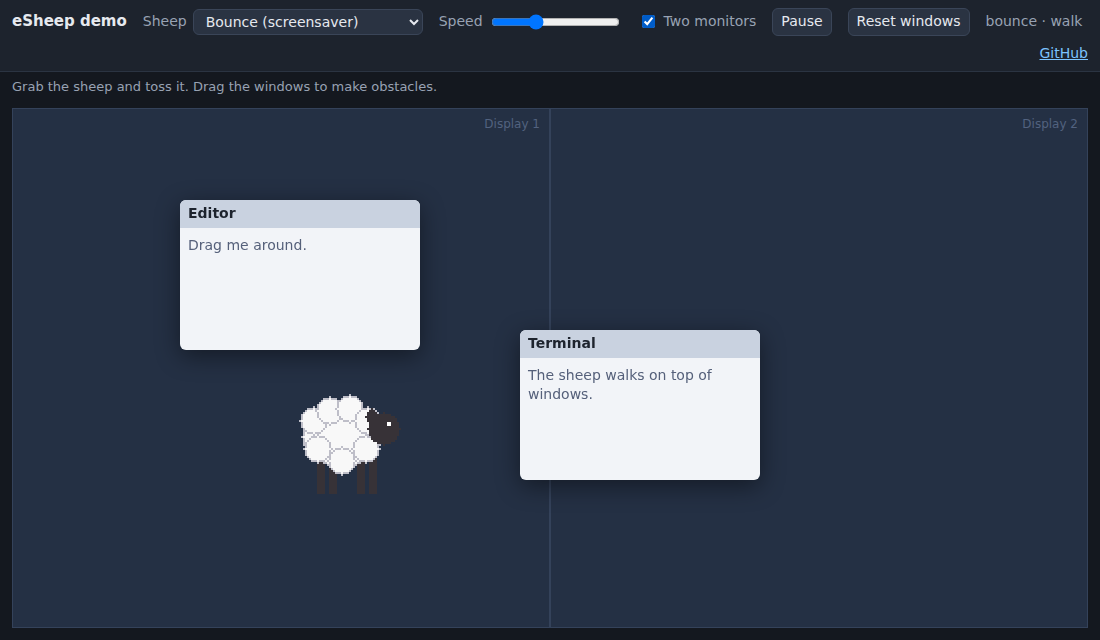 eSheep demo Sheep Bounce (screensaver) Speed Two monitors Pause Reset windows bounce · walk
GitHub
Grab the sheep and toss it. Drag the windows to make obstacles.
Display 1 Display 2
Editor
Drag me around.
Terminal
The sheep walks on top of
windows.